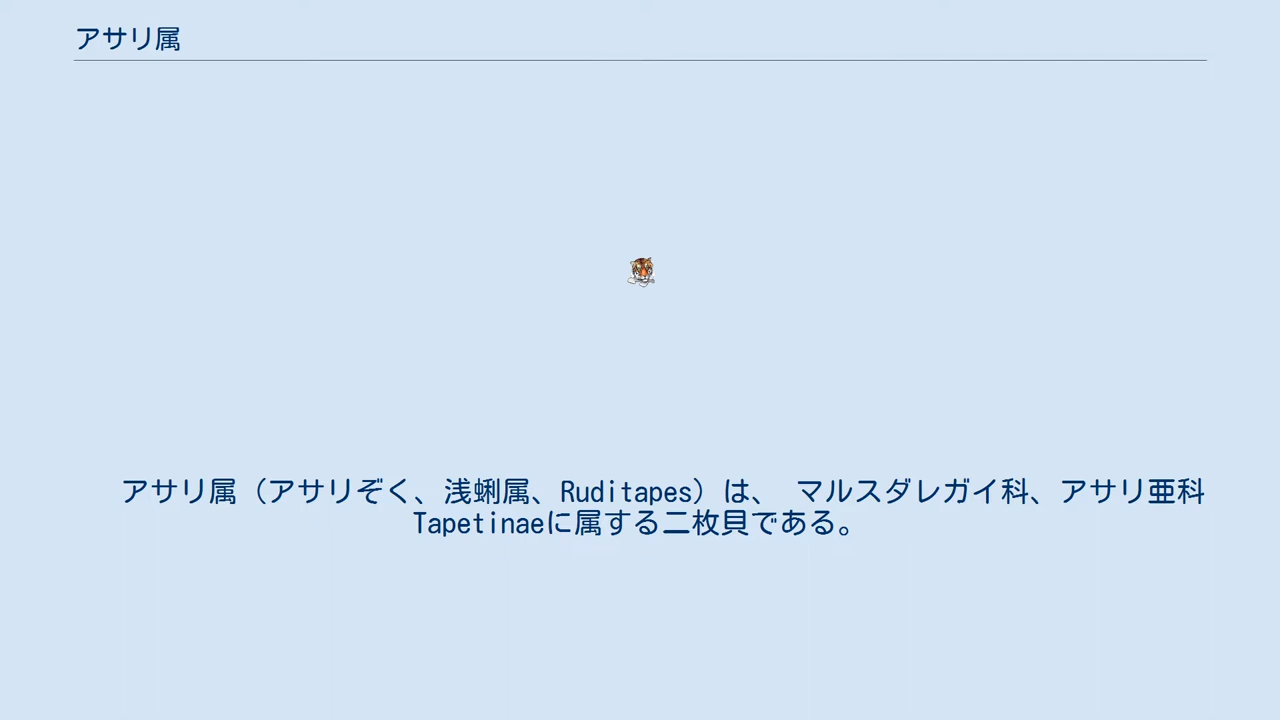 アサリ属
アサリ属（アサリぞく、浅蜊属、Ruditapes）は、 マルスダレガイ科、アサリ亜科
Tapetinaeに属する二枚貝である。